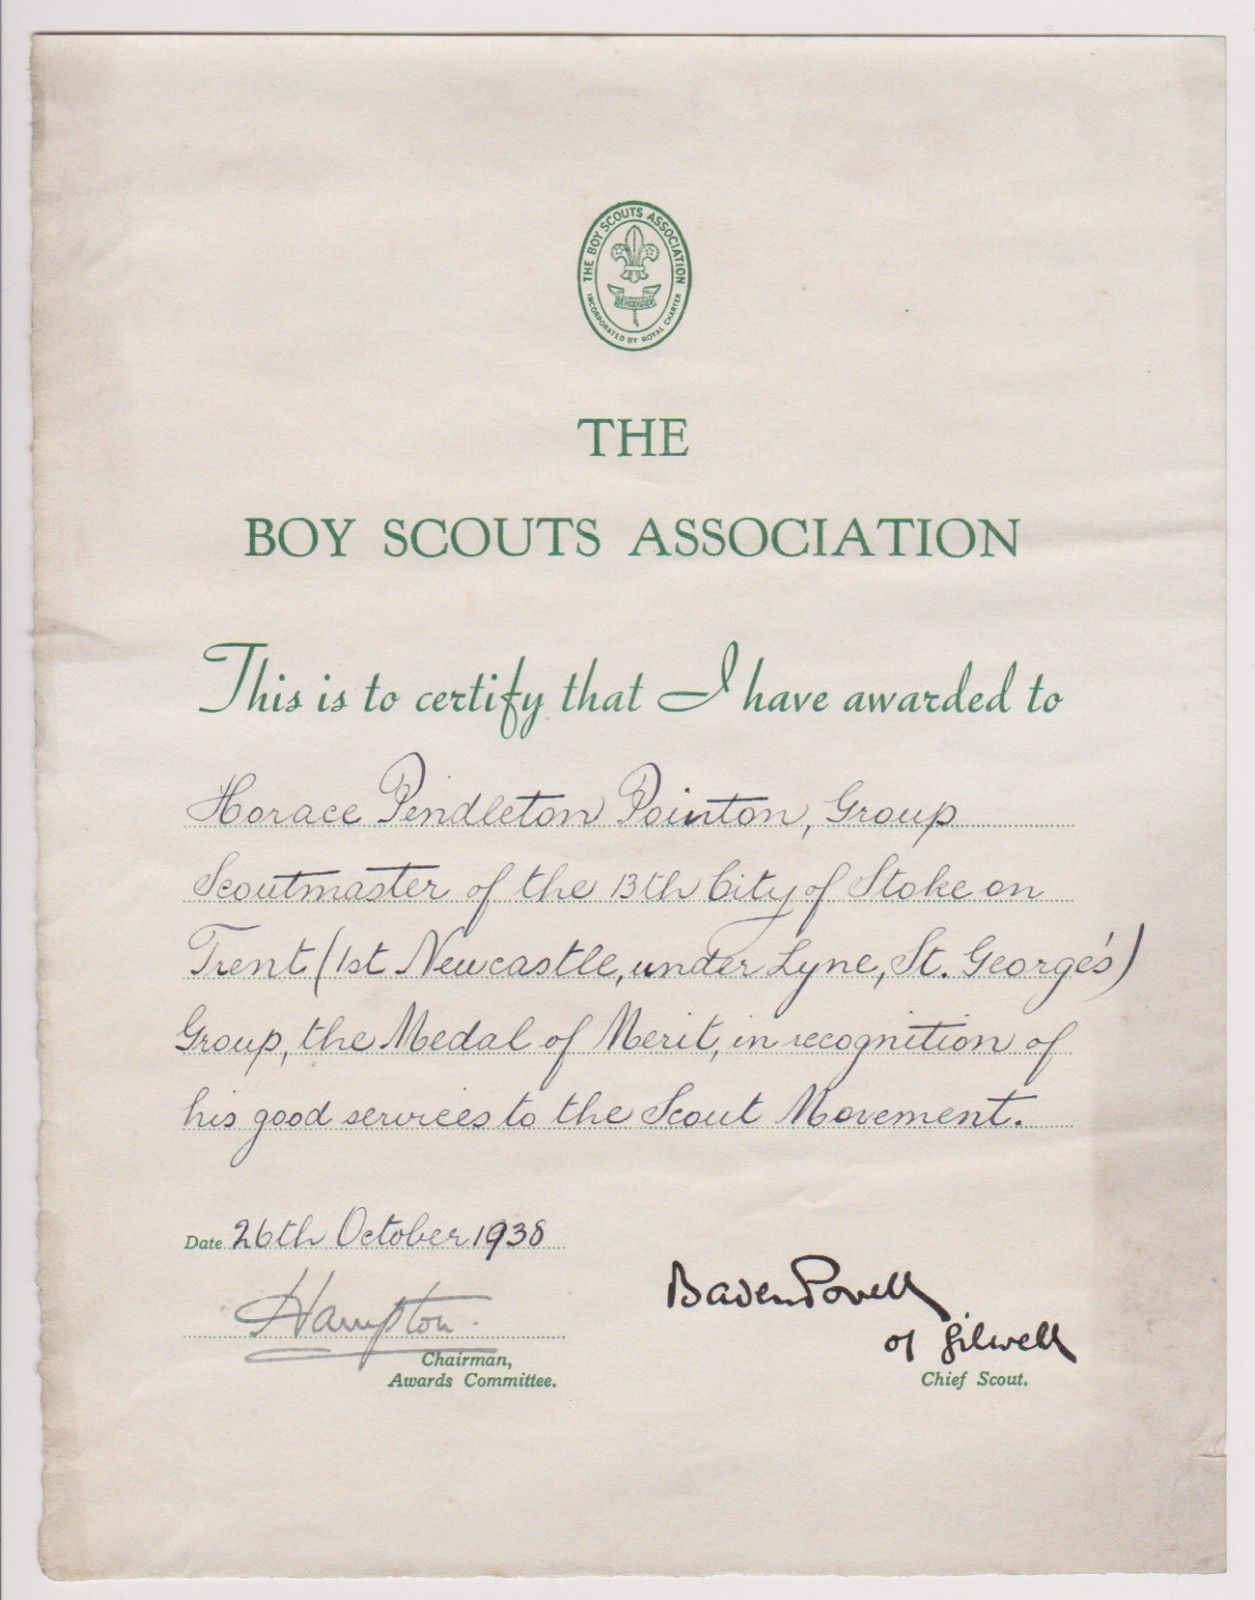 THE BOY SCOUTS ASSOCIATION
INCORPORATED BY ROYAL CHARTER
BE PREPARED
THE
BOY SCOUTS ASSOCIATION
This is to certify that I have awarded to
Horace Pendleton Pointon, Group
Scoutmaster of the 13th City of Stoke on
Trent (1st Newcastle, under Lyne, St. George's)
Group, the Medal of Merit, in recognition of
his good services to the Scout Movement.
Date 26th October 1938
Hampton.
Chairman,
Awards Committee.
Baden Powell
of Gilwell
Chief Scout.